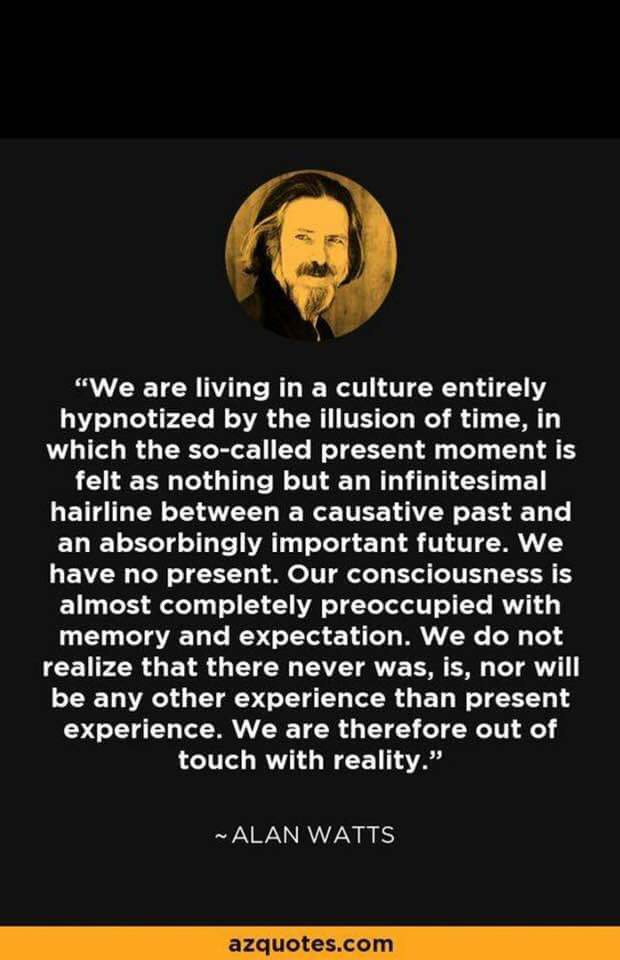 “We are living in a culture entirely
hypnotized by the illusion of time, in
which the so-called present moment is
felt as nothing but an infinitesimal
hairline between a causative past and
an absorbingly important future. We
have no present. Our consciousness is
almost completely preoccupied with
memory and expectation. We do not
realize that there never was, is, nor will
be any other experience than present
experience. We are therefore out of
touch with reality.”
~ALAN WATTS
azquotes.com